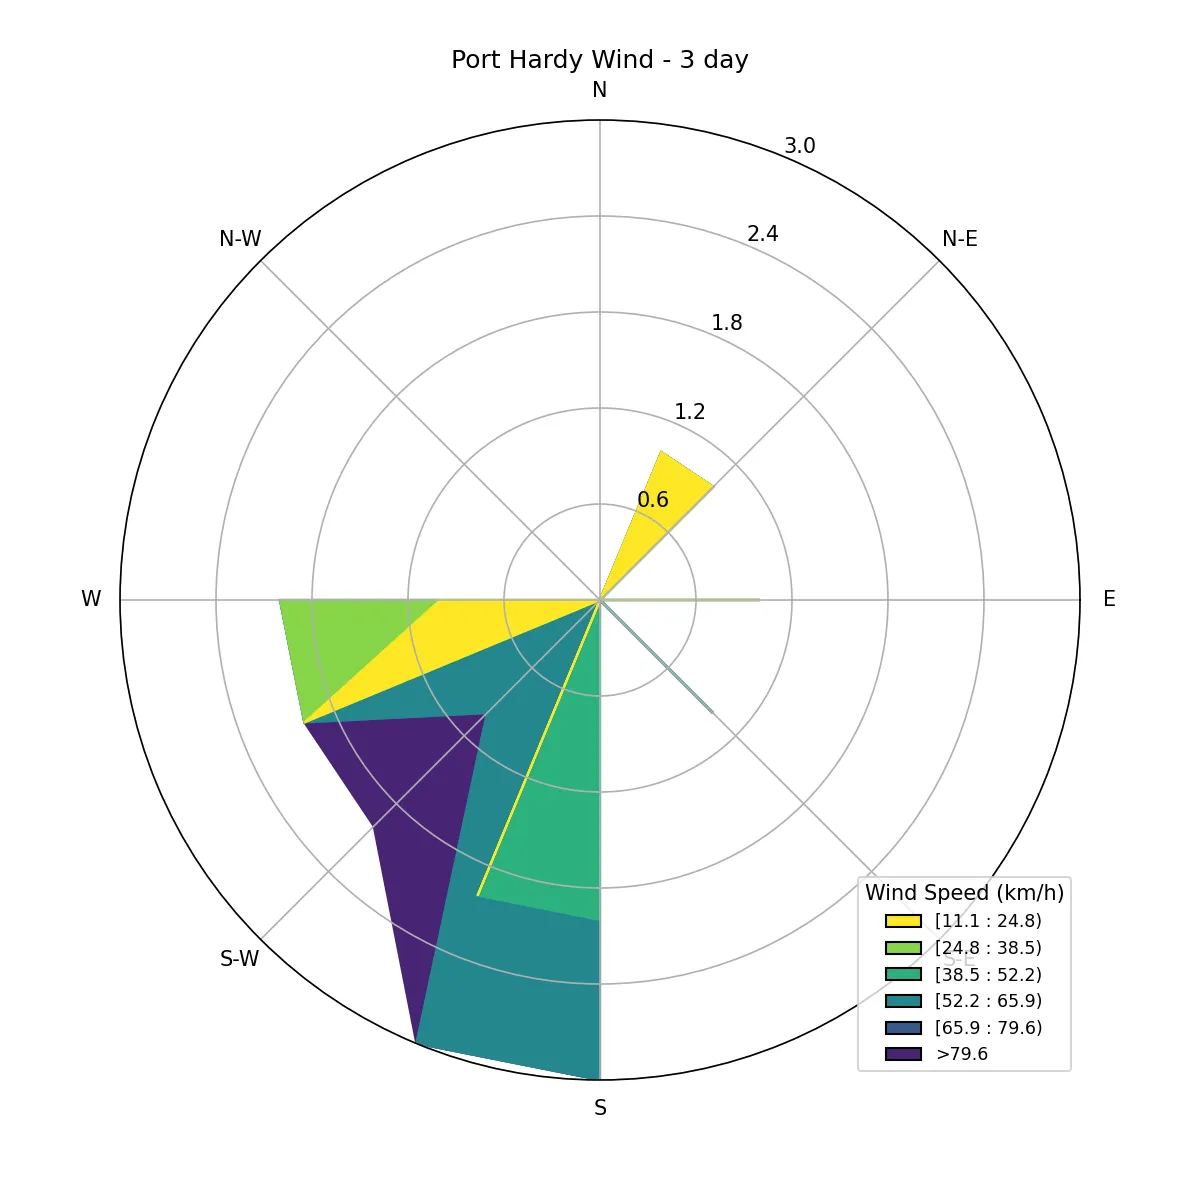 Port Hardy Wind - 3 day
N
3.0
N-W
N-E
2.4
1.8
1.2
0.6
W
E
S-W
S-E
S
Wind Speed (km/h)
[11.1 : 24.8)
[24.8 : 38.5)
[38.5 : 52.2)
[52.2 : 65.9)
[65.9 : 79.6)
>79.6